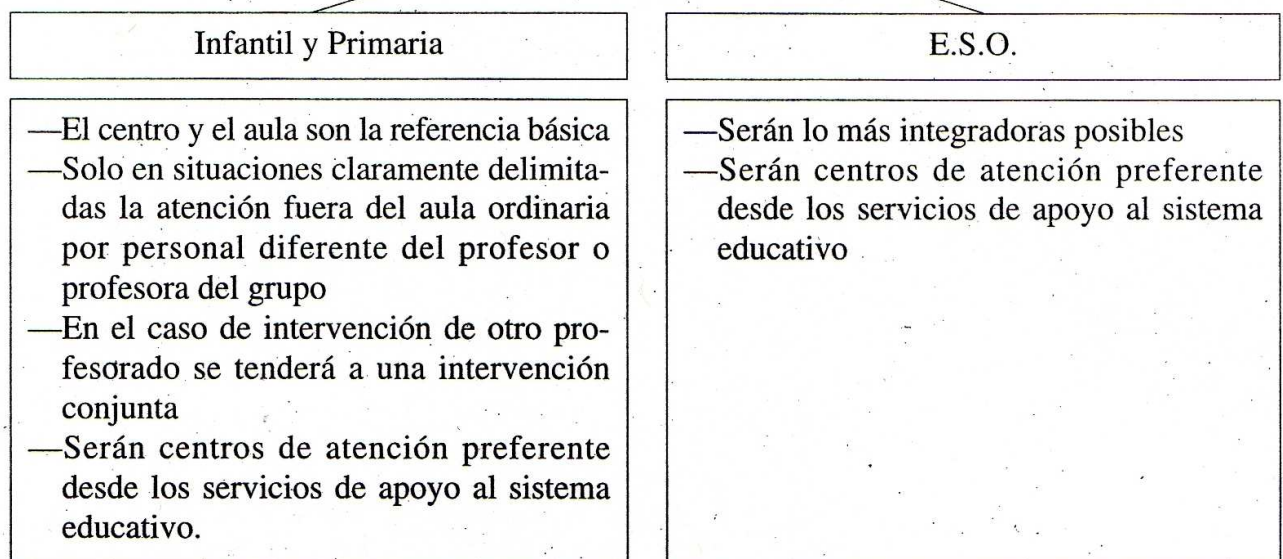 Infantil y Primaria
—El centro y el aula son la referencia básica
—Solo en situaciones claramente delimita-
das la atención fuera del aula ordinaria
por personal diferente del profesor o
profesora del grupo
—En el caso de intervención de otro pro-
fesorado se tenderá a una intervención
conjunta
—Serán centros de atención preferente
desde los servicios de apoyo al sistema
educativo.
E.S.O.
—Serán lo más integradoras posibles
—Serán centros de atención preferente
desde los servicios de apoyo al sistema
educativo